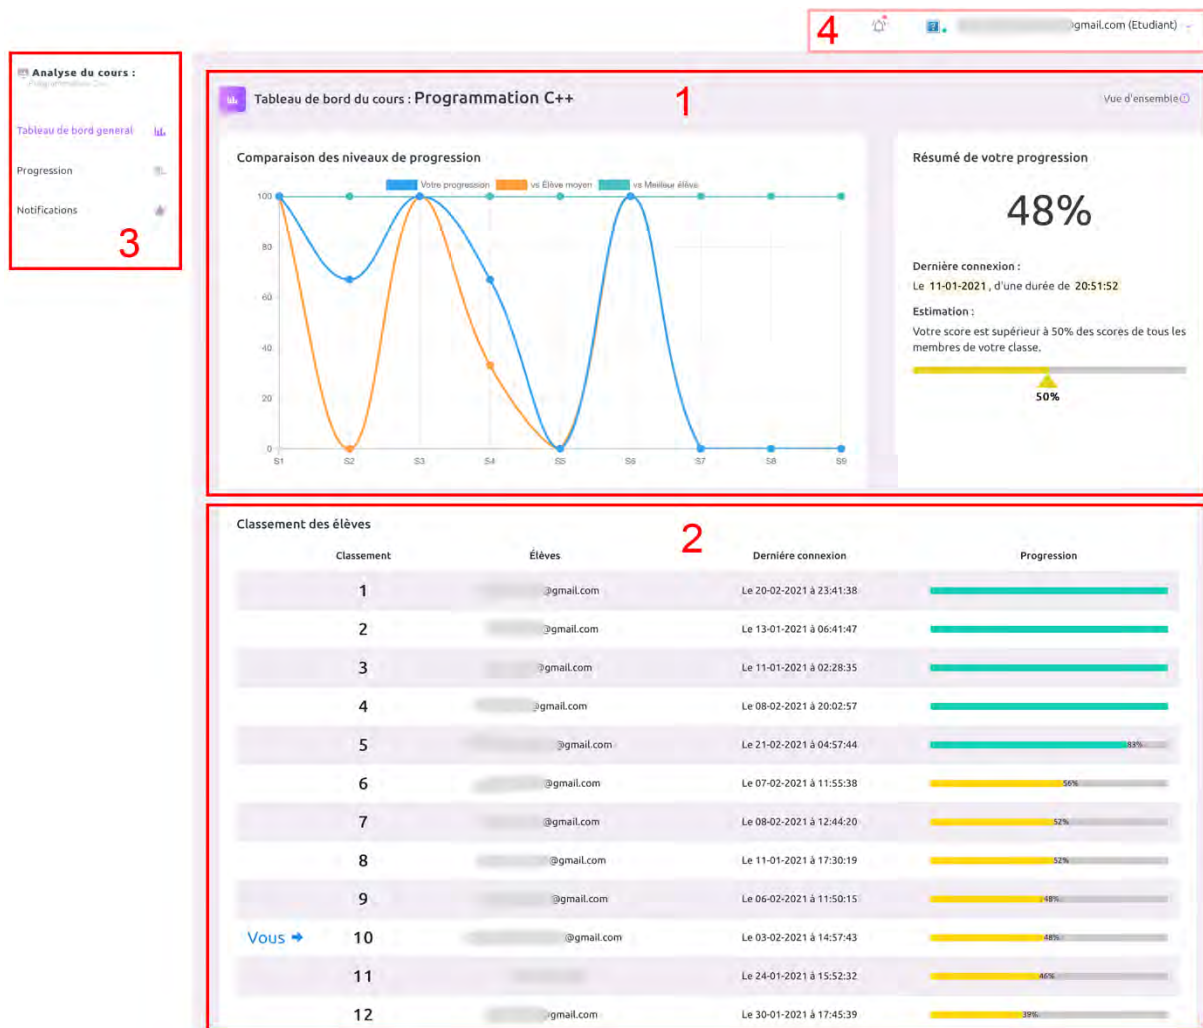 4
@gmail.com (Etudiant)
Analyse du cours :
Programmation C++
Tableau de bord general
Progression
Notifications
3
Tableau de bord du cours : Programmation C++
1
Vue d'ensemble
Comparaison des niveaux de progression
Votre progression vs Élève moyen vs Meilleur élève
100
80
60
40
20
0
S1 S2 S3 S4 S5 S6 S7 S8 S9
Résumé de votre progression
48%
Dernière connexion :
Le 11-01-2021, d'une durée de 20:51:52
Estimation :
Votre score est supérieur à 50% des scores de tous les
membres de votre classe.
50%
Classement des élèves
2
Classement Élèves Derniére connexion Progression
1 @gmail.com Le 20-02-2021 à 23:41:38
2 @gmail.com Le 13-01-2021 à 06:41:47
3 @gmail.com Le 11-01-2021 à 02:28:35
4 @gmail.com Le 08-02-2021 à 20:02:57
5 @gmail.com Le 21-02-2021 à 04:57:44 83%
6 @gmail.com Le 07-02-2021 à 11:55:38 56%
7 @gmail.com Le 08-02-2021 à 12:44:20 52%
8 @gmail.com Le 11-01-2021 à 17:30:19 52%
9 @gmail.com Le 06-02-2021 à 11:50:15 48%
Vous 10 @gmail.com Le 03-02-2021 à 14:57:43 48%
11 Le 24-01-2021 à 15:52:32 46%
12 @gmail.com Le 30-01-2021 à 17:45:39 39%